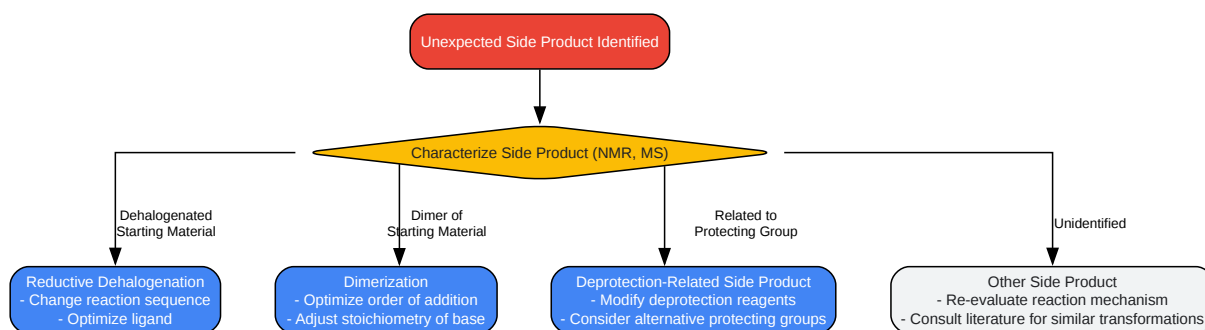 Unexpected Side Product Identified
Characterize Side Product (NMR, MS)
Dehalogenated
Starting Material
Dimer of
Starting Material
Related to
Protecting Group
Unidentified
Reductive Dehalogenation
- Change reaction sequence
- Optimize ligand
Dimerization
- Optimize order of addition
- Adjust stoichiometry of base
Deprotection-Related Side Product
- Modify deprotection reagents
- Consider alternative protecting groups
Other Side Product
- Re-evaluate reaction mechanism
- Consult literature for similar transformations